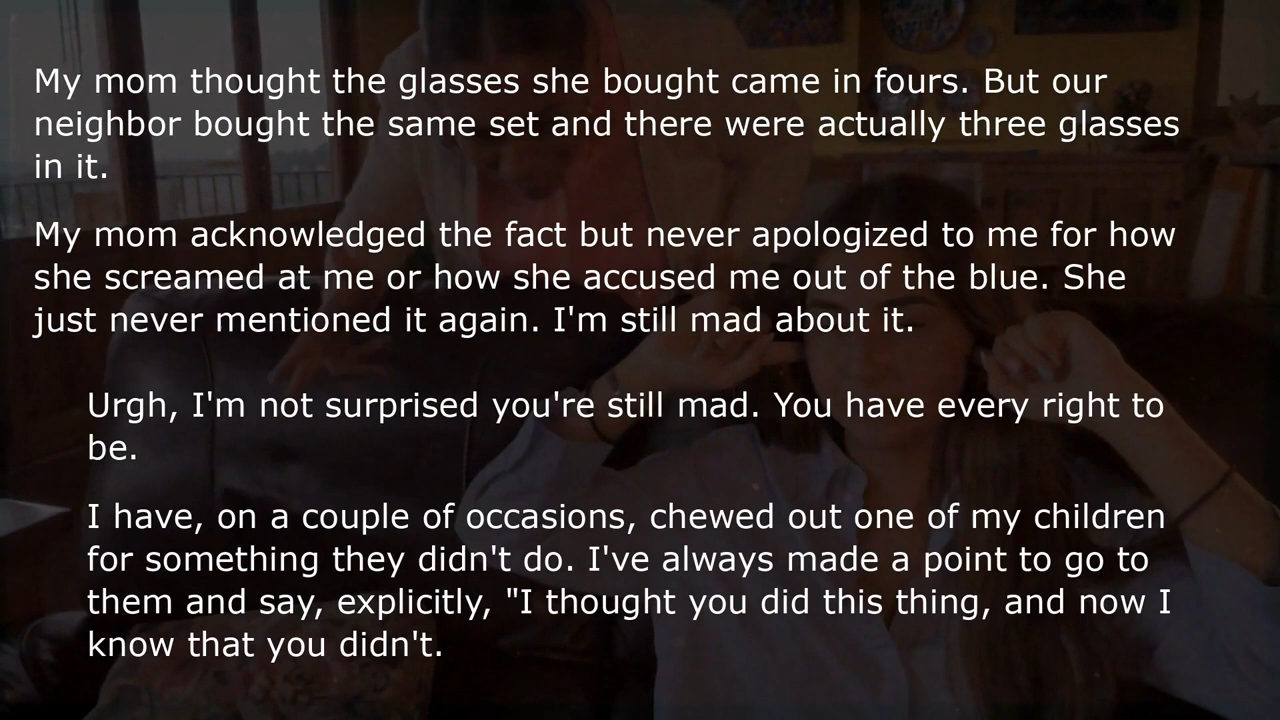 My mom thought the glasses she bought came in fours. But our
neighbor bought the same set and there were actually three glasses
in it.
My mom acknowledged the fact but never apologized to me for how
she screamed at me or how she accused me out of the blue. She
just never mentioned it again. I'm still mad about it.
Urgh, I'm not surprised you're still mad. You have every right to
be.
I have, on a couple of occasions, chewed out one of my children
for something they didn't do. I've always made a point to go to
them and say, explicitly, "I thought you did this thing, and now I
know that you didn't.